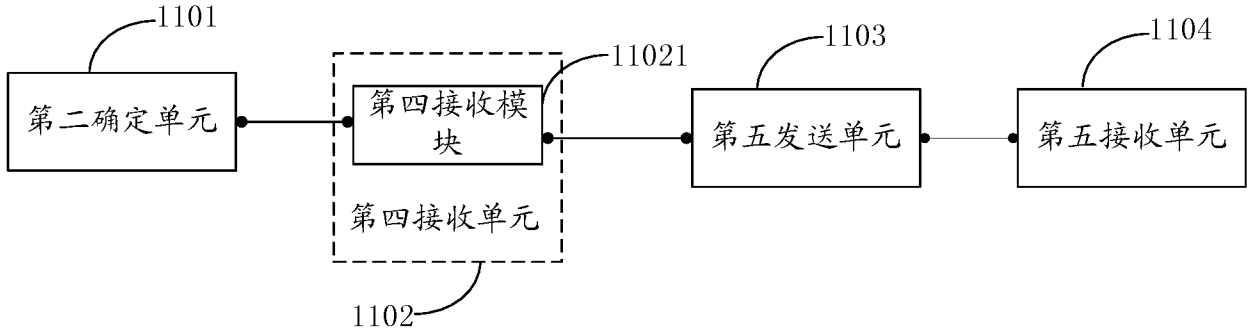 1101
第二确定单元
11021
第四接收模
块
第四接收单元
1102
1103
第五发送单元
1104
第五接收单元